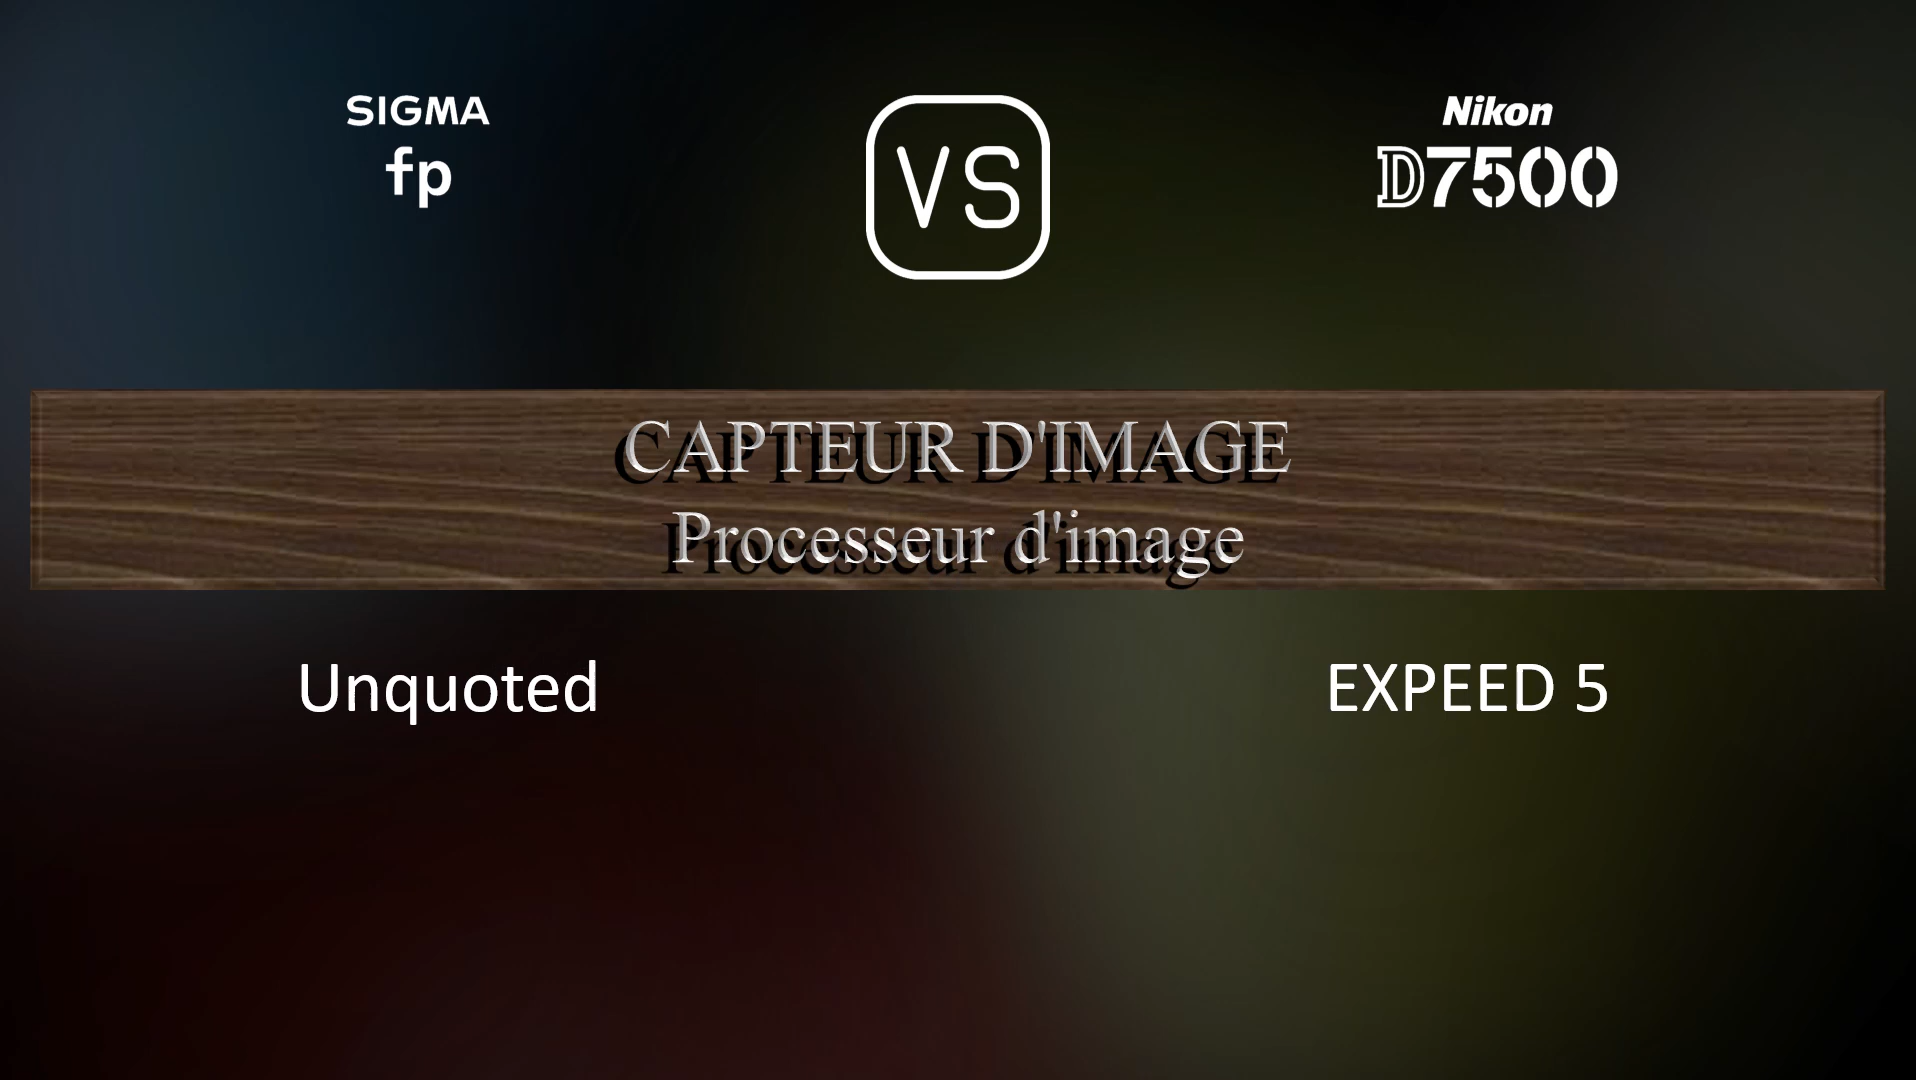 SIGMA
fp
VS
Nikon
D7500
CAPTEUR D'IMAGE
Processeur d'image
Unquoted
EXPEED 5